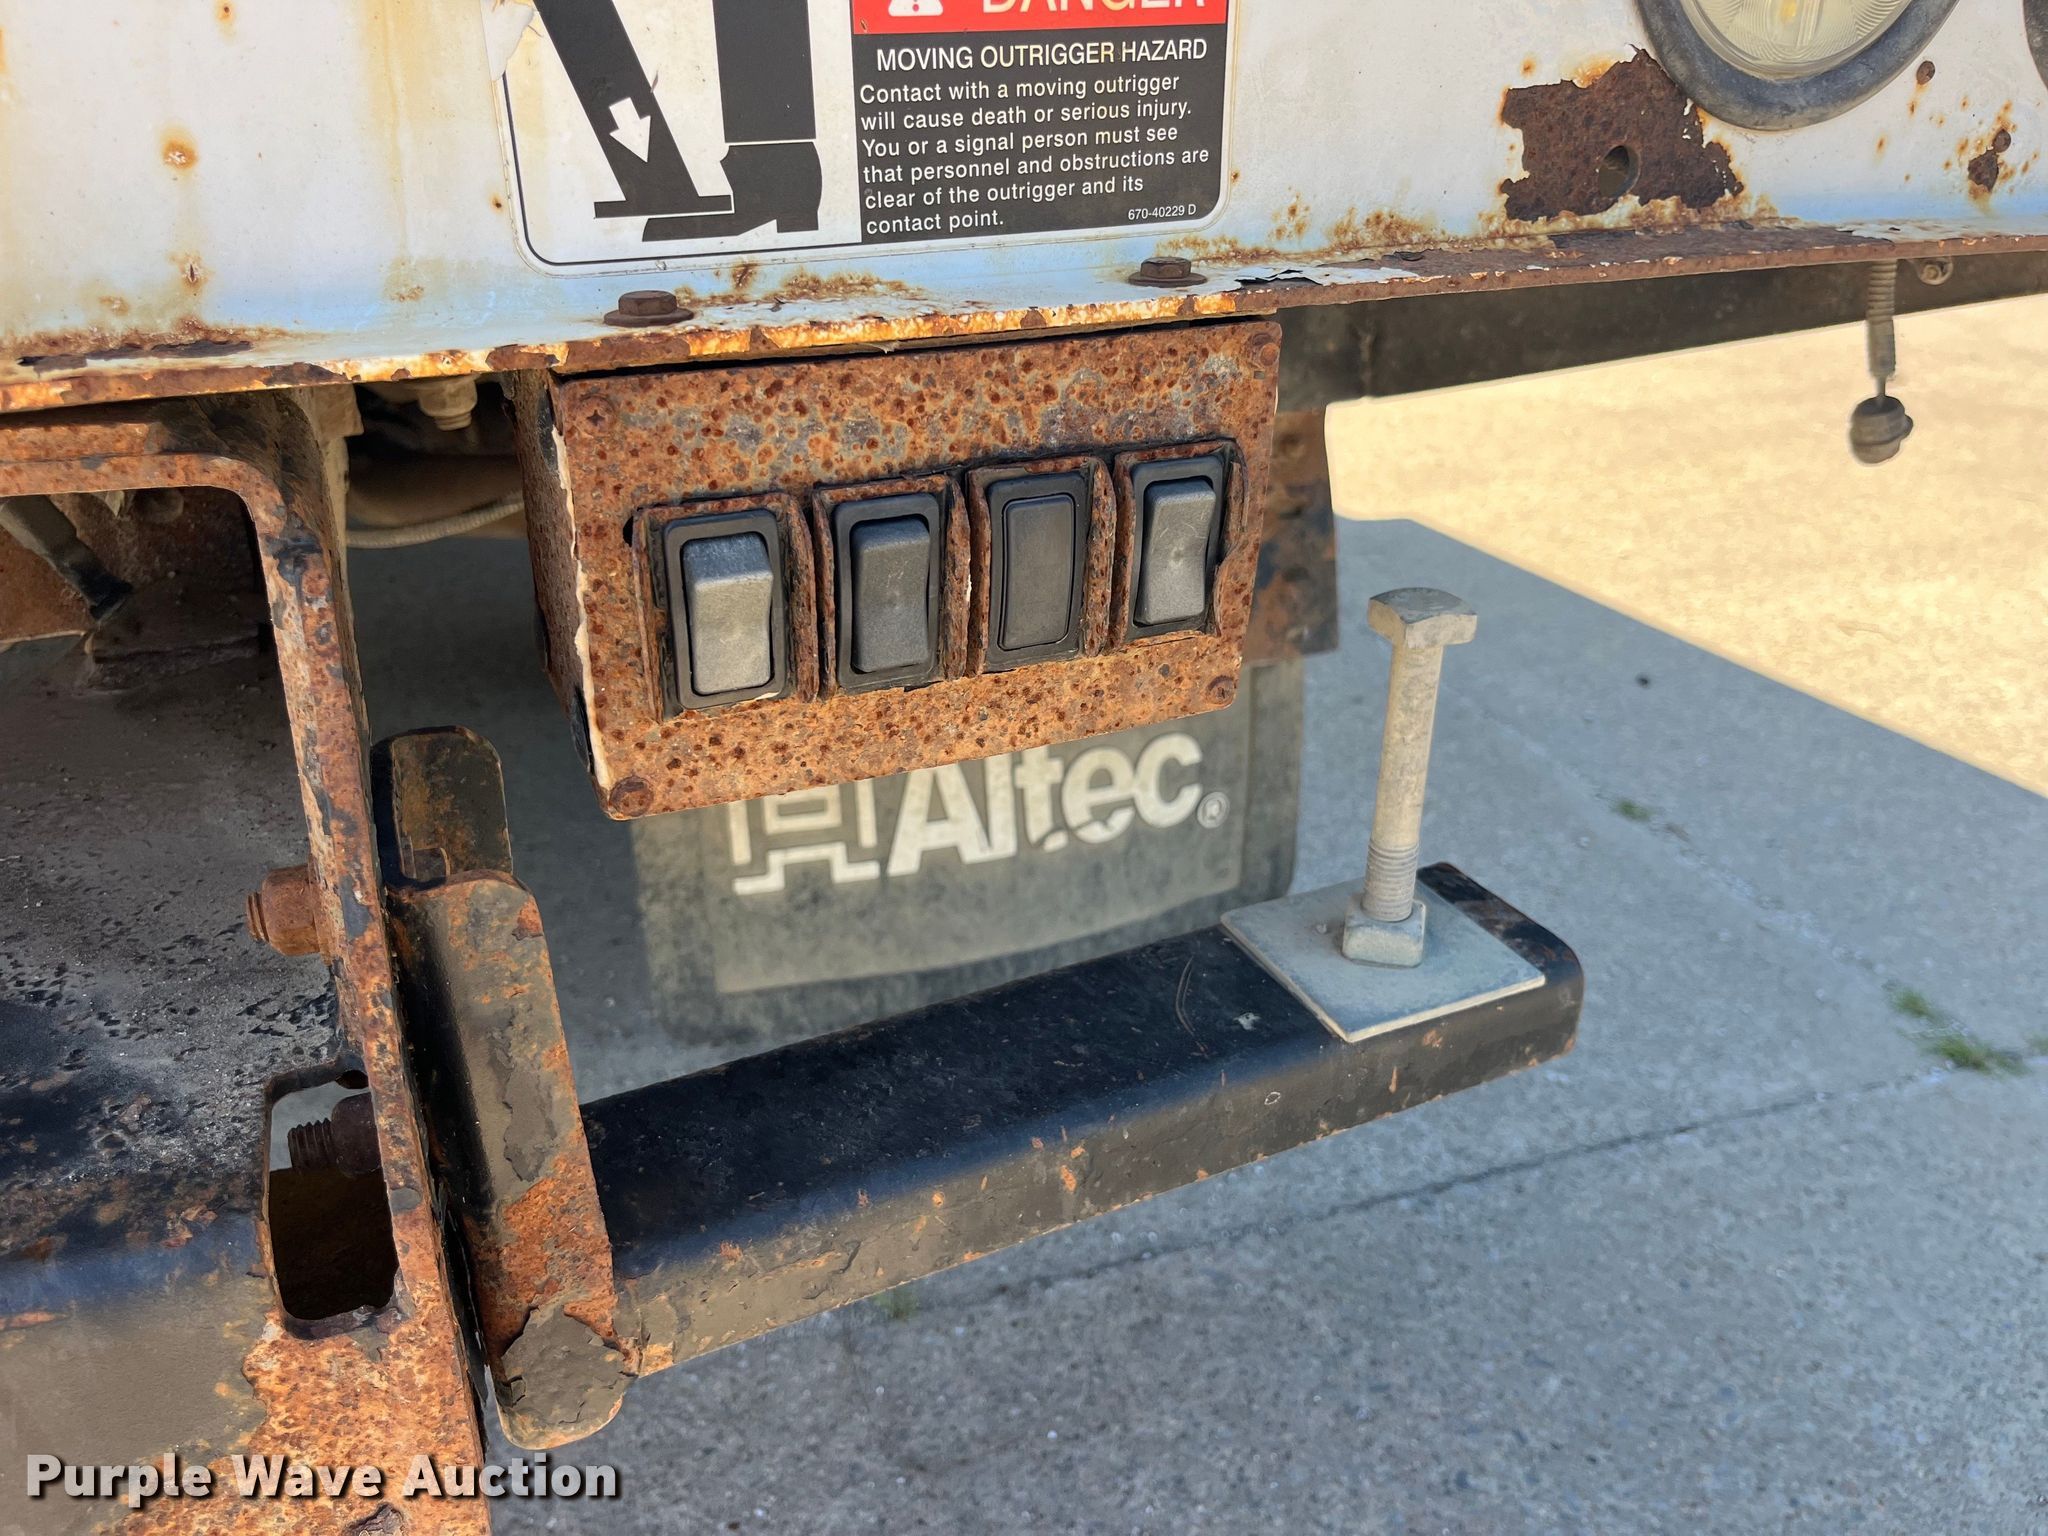 DANGER
MOVING OUTRIGGER HAZARD
Contact with a moving outrigger
will cause death or serious injury.
You or a signal person must see
that personnel and obstructions are
clear of the outrigger and its
contact point.
670-40229 D
Altec®
Purple Wave Auction